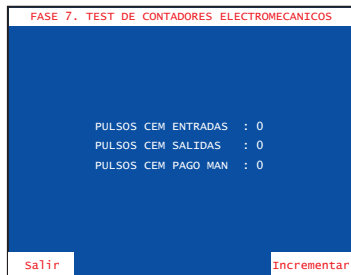 FASE 7. TEST DE CONTADORES ELECTROMECANICOS
PULSOS CEM ENTRADAS : 0
PULSOS CEM SALIDAS : 0
PULSOS CEM PAGO MAN : 0
Salir Incrementar